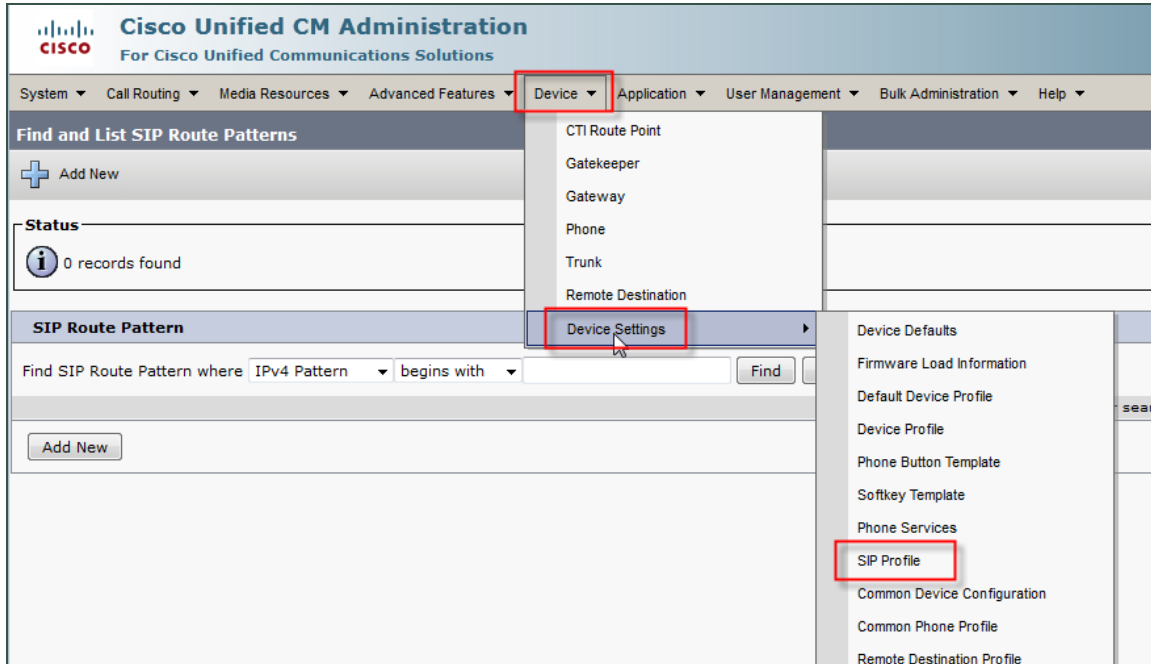 Cisco Unified CM Administration
CISCO
For Cisco Unified Communications Solutions
System Call Routing Media Resources Advanced Features Device Application User Management Bulk Administration Help
Find and List SIP Route Patterns
Add New
Status
0 records found
SIP Route Pattern
Find SIP Route Pattern where IPv4 Pattern begins with Find
Add New
CTI Route Point
Gatekeeper
Gateway
Phone
Trunk
Remote Destination
Device Settings
Device Defaults
Firmware Load Information
Default Device Profile
Device Profile
Phone Button Template
Softkey Template
Phone Services
SIP Profile
Common Device Configuration
Common Phone Profile
Remote Destination Profile